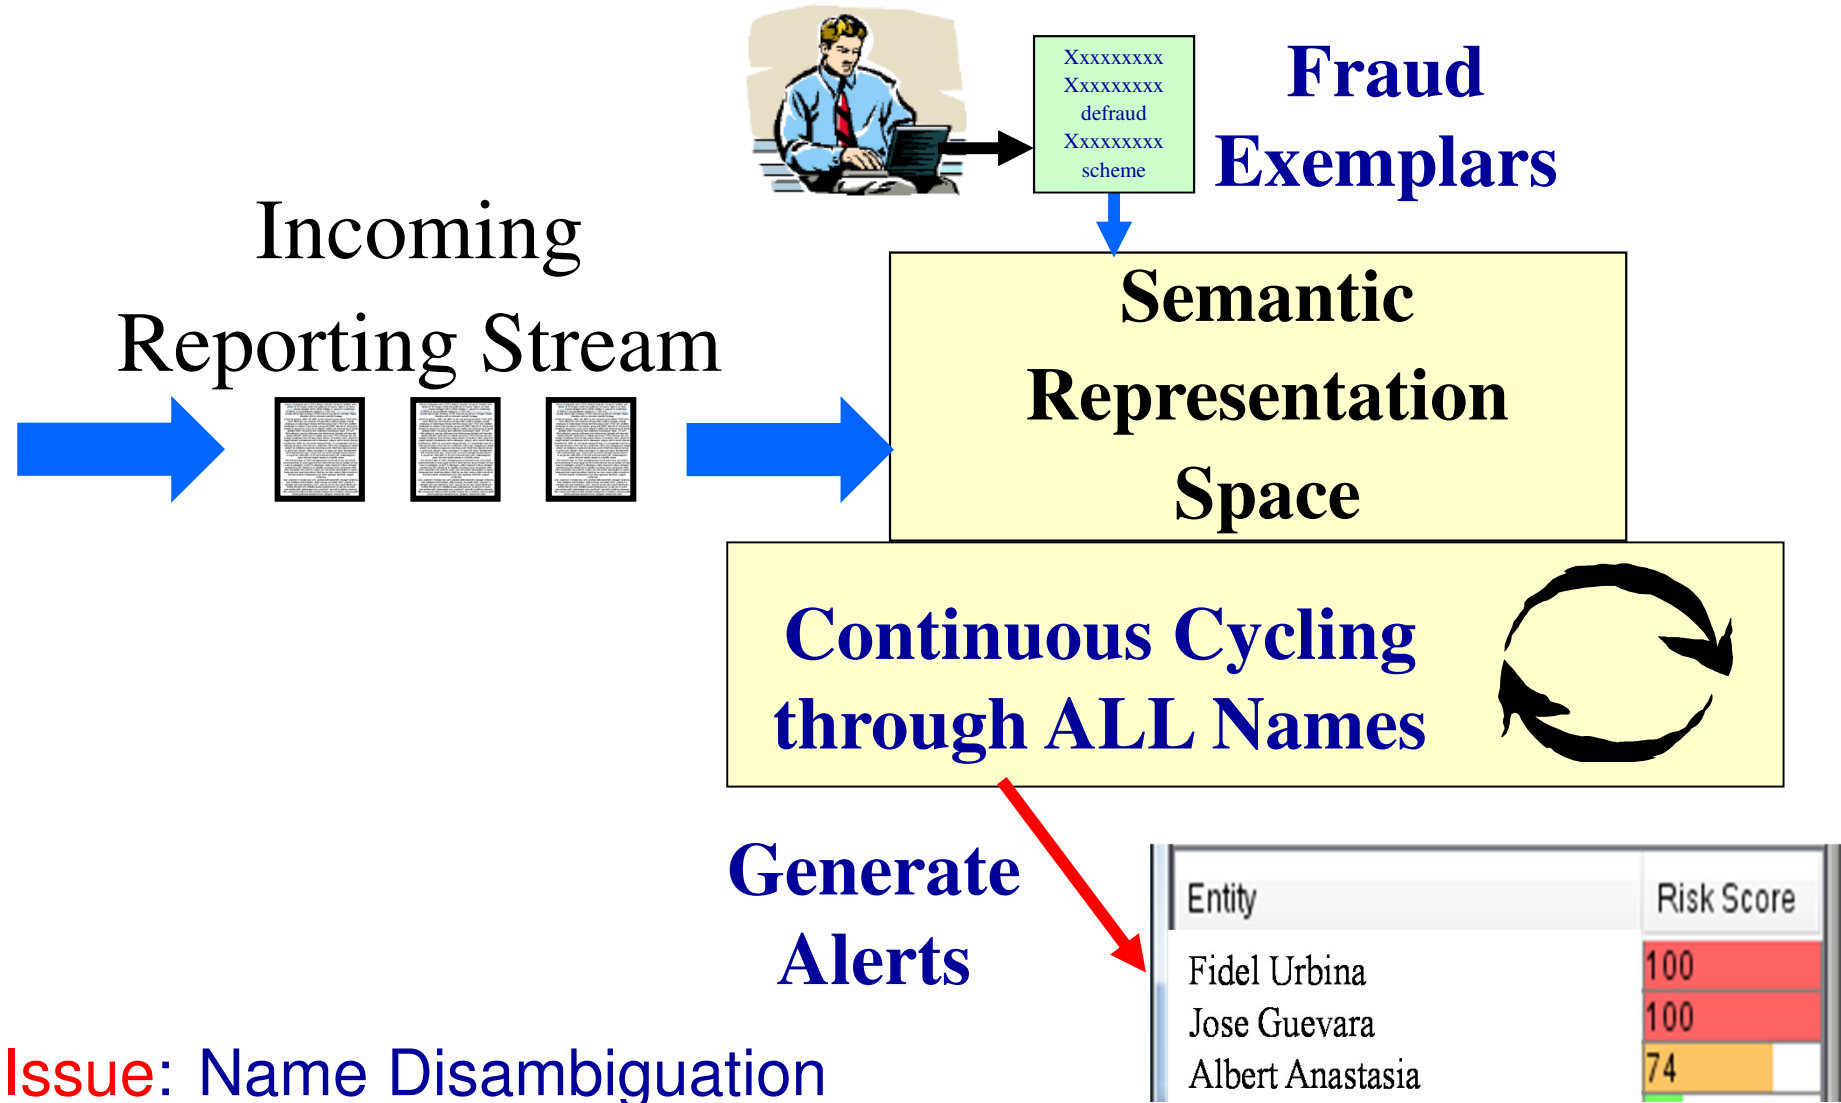 Xxxxxxxxx
Xxxxxxxxx
defraud
Xxxxxxxxx
scheme
Fraud
Exemplars
Incoming
Reporting Stream
Semantic
Representation
Space
Continuous Cycling
through ALL Names
Generate
Alerts
Entity Risk Score
Fidel Urbina 100
Jose Guevara 100
Albert Anastasia 74
Issue: Name Disambiguation